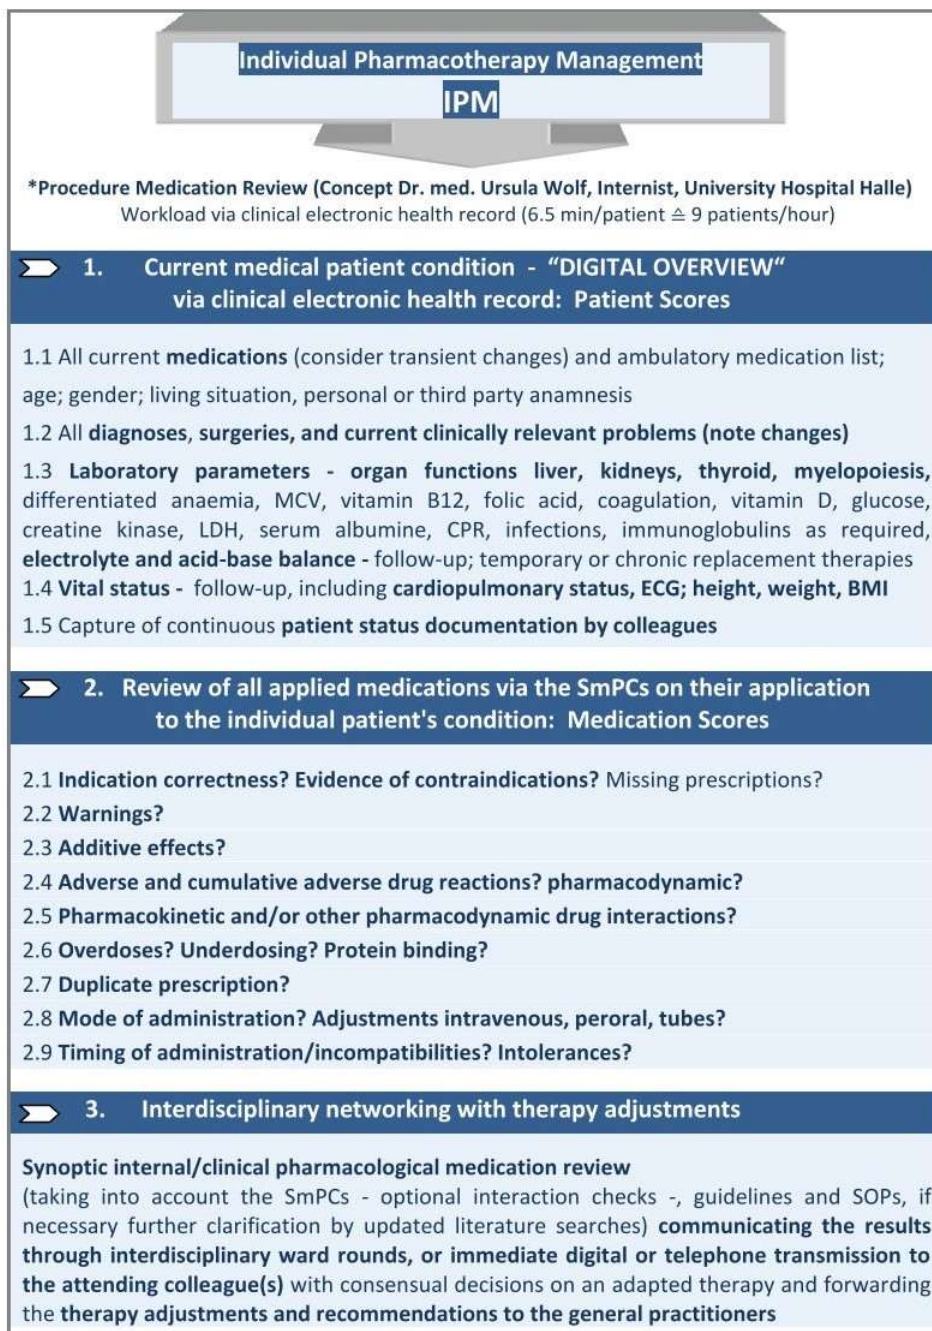 Individual Pharmacotherapy Management
IPM
*Procedure Medication Review (Concept Dr. med. Ursula Wolf, Internist, University Hospital Halle)
Workload via clinical electronic health record (6.5 min/patient ≙ 9 patients/hour)
1. Current medical patient condition - “DIGITAL OVERVIEW“
via clinical electronic health record: Patient Scores
1.1 All current medications (consider transient changes) and ambulatory medication list;
age; gender; living situation, personal or third party anamnesis
1.2 All diagnoses, surgeries, and current clinically relevant problems (note changes)
1.3 Laboratory parameters - organ functions liver, kidneys, thyroid, myelopoiesis,
differentiated anaemia, MCV, vitamin B12, folic acid, coagulation, vitamin D, glucose,
creatine kinase, LDH, serum albumine, CPR, infections, immunoglobulins as required,
electrolyte and acid-base balance - follow-up; temporary or chronic replacement therapies
1.4 Vital status - follow-up, including cardiopulmonary status, ECG; height, weight, BMI
1.5 Capture of continuous patient status documentation by colleagues
2. Review of all applied medications via the SmPCs on their application
to the individual patient's condition: Medication Scores
2.1 Indication correctness? Evidence of contraindications? Missing prescriptions?
2.2 Warnings?
2.3 Additive effects?
2.4 Adverse and cumulative adverse drug reactions? pharmacodynamic?
2.5 Pharmacokinetic and/or other pharmacodynamic drug interactions?
2.6 Overdoses? Underdosing? Protein binding?
2.7 Duplicate prescription?
2.8 Mode of administration? Adjustments intravenous, peroral, tubes?
2.9 Timing of administration/incompatibilities? Intolerances?
3. Interdisciplinary networking with therapy adjustments
Synoptic internal/clinical pharmacological medication review
(taking into account the SmPCs - optional interaction checks -, guidelines and SOPs, if
necessary further clarification by updated literature searches) communicating the results
through interdisciplinary ward rounds, or immediate digital or telephone transmission to
the attending colleague(s) with consensual decisions on an adapted therapy and forwarding
the therapy adjustments and recommendations to the general practitioners